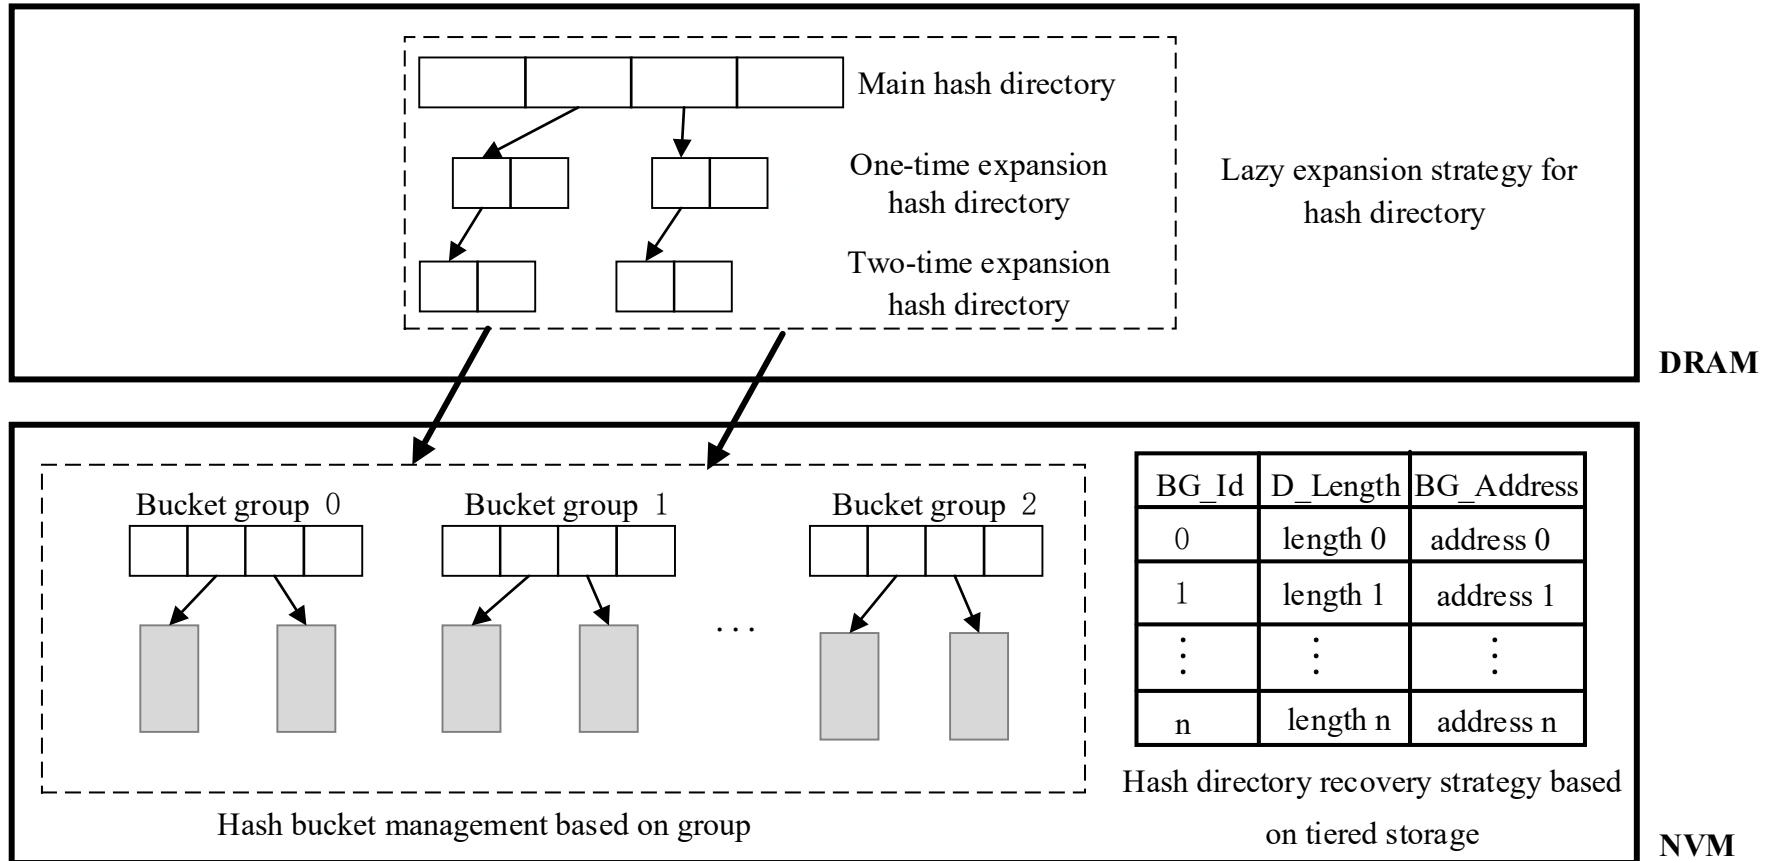 Main hash directory
One-time expansion
hash directory
Two-time expansion
hash directory
Lazy expansion strategy for
hash directory
DRAM
Bucket group 0
Bucket group 1
Bucket group 2
...
Hash bucket management based on group
BG_Id D_Length BG_Address
0 length 0 address 0
1 length 1 address 1
⋮ ⋮ ⋮
n length n address n
Hash directory recovery strategy based
on tiered storage
NVM